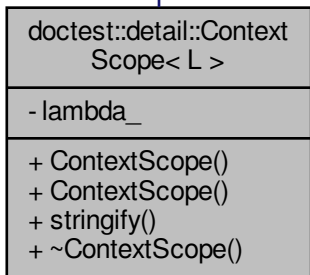 doctest::detail::Context
Scope< L >
- lambda_
+ ContextScope()
+ ContextScope()
+ stringify()
+ ~ContextScope()